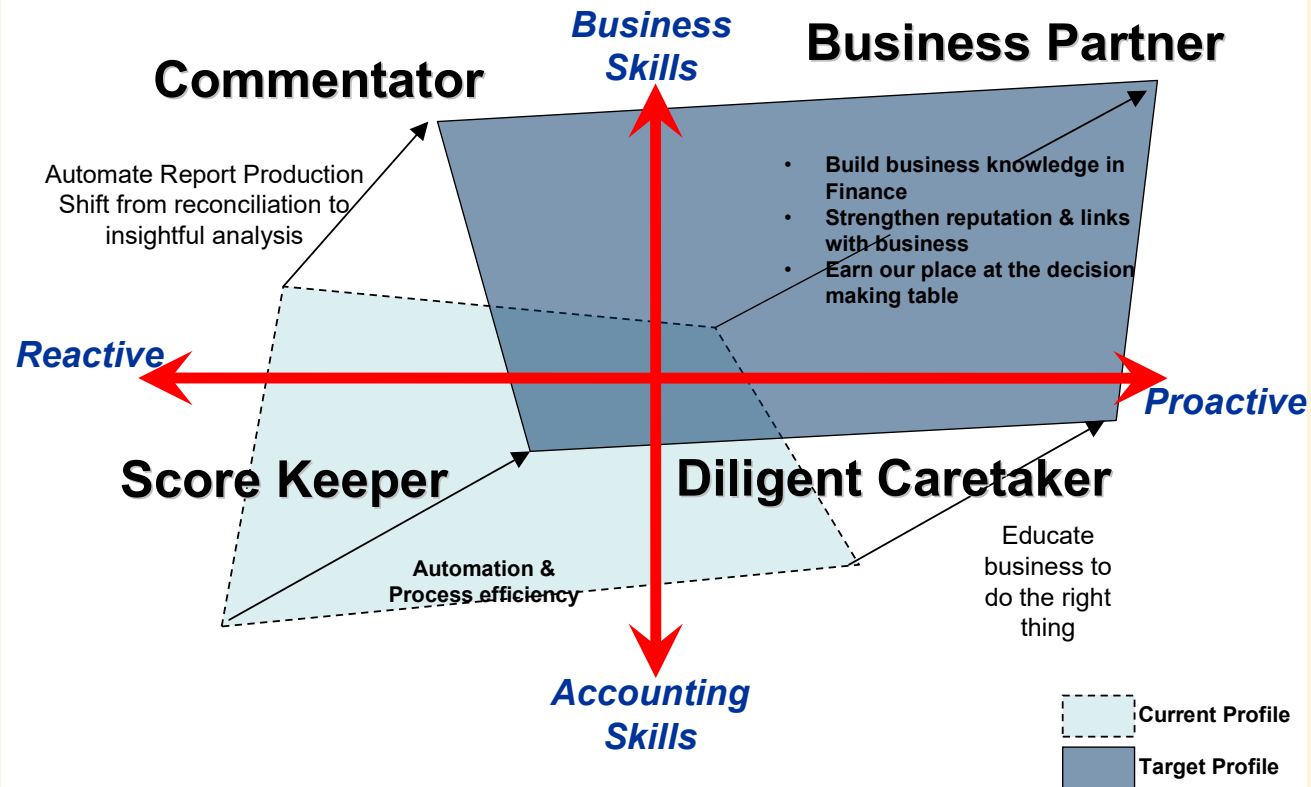 Business
Skills
Business Partner
Commentator
Automate Report Production
Shift from reconciliation to
insightful analysis
• Build business knowledge in
Finance
• Strengthen reputation & links
with business
• Earn our place at the decision
making table
Reactive
Proactive
Score Keeper
Diligent Caretaker
Automation &
Process efficiency
Educate
business to
do the right
thing
Accounting
Skills
Current Profile
Target Profile